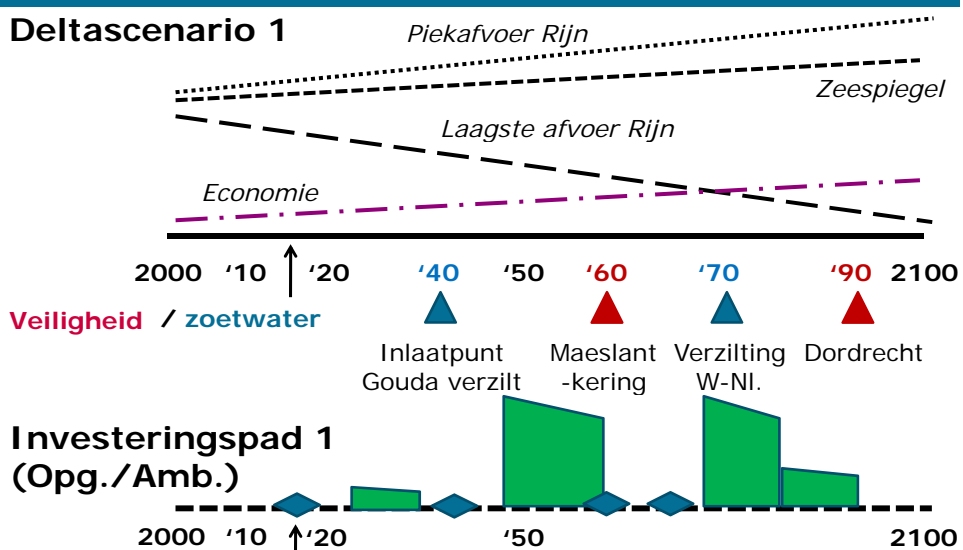 Deltascenario 1
Piekafvoer Rijn
Zeespiegel
Laagste afvoer Rijn
Economie
2000 ‘10 ‘20 ‘40 ‘50 ‘60 ‘70 ‘90 2100
Veiligheid / zoetwater
Inlaatpunt Maeslant Verzilting Dordrecht
Gouda verzilt -kering W-Nl.
Investeringspad 1
(Opg./Amb.)
2000 ‘10 ‘20 ‘50 2100